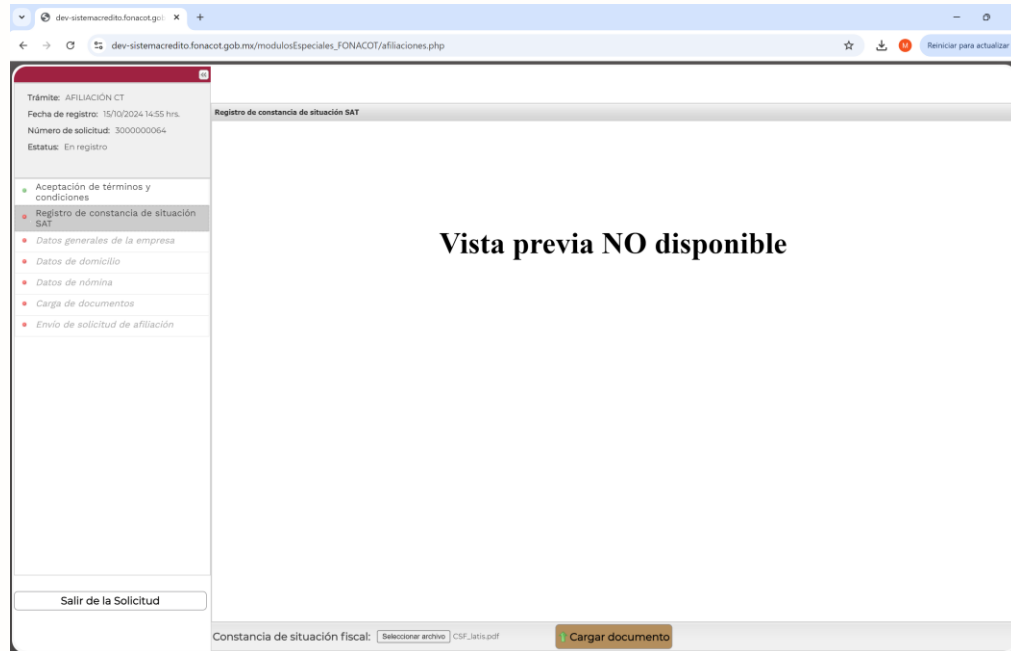 dev-sistemacredito.fonacot.gol
dev-sistemacredito.fonacot.gob.mx/modulosEspeciales_FONACOT/afiliaciones.php
M
Reiniciar para actualizar
Trámite: AFILIACIÓN CT
Fecha de registro: 15/10/2024 14:55 hrs.
Número de solicitud: 3000000064
Estatus: En registro
Aceptación de términos y
condiciones
Registro de constancia de situación
SAT
Datos generales de la empresa
Datos de domicilio
Datos de nómina
Carga de documentos
Envío de solicitud de afiliación
Salir de la Solicitud
Registro de constancia de situación SAT
Vista previa NO disponible
Constancia de situación fiscal: Seleccionar archivo CSF_latis.pdf Cargar documento